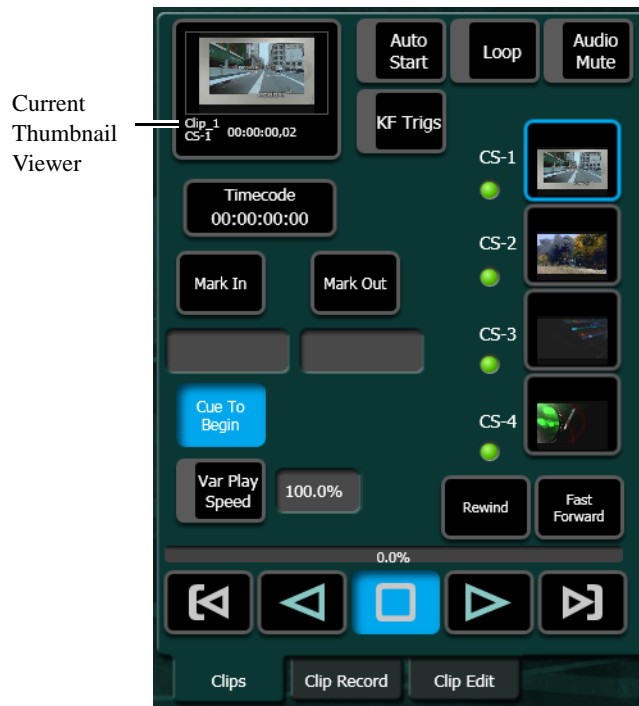 Current
Thumbnail
Viewer
Clip_1
CS-1 00:00:00,02
Auto
Start
Loop
Audio
Mute
KF Trigs
CS-1
Timecode
00:00:00:00
CS-2
Mark In
Mark Out
CS-3
Cue To
Begin
CS-4
Var Play
Speed
100.0%
Rewind
Fast
Forward
0.0%
Clips
Clip Record
Clip Edit